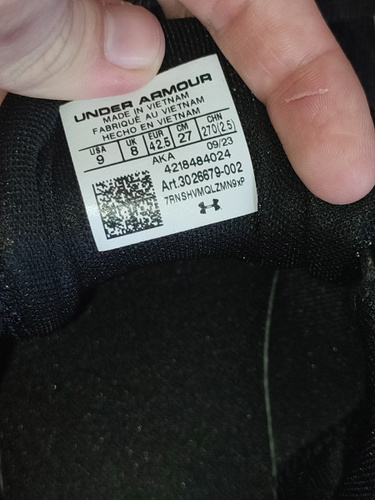 UNDER ARMOUR
MADE IN VIETNAM
FABRIQUÉ AU VIETNAM
HECHO EN VIETNAM
USA UK EUR CM CHN
9 8 42.5 27 270(2.5)
AKA 09/23
4218484024
Art.3026679-002
7RNSHVMQLZMN9xP